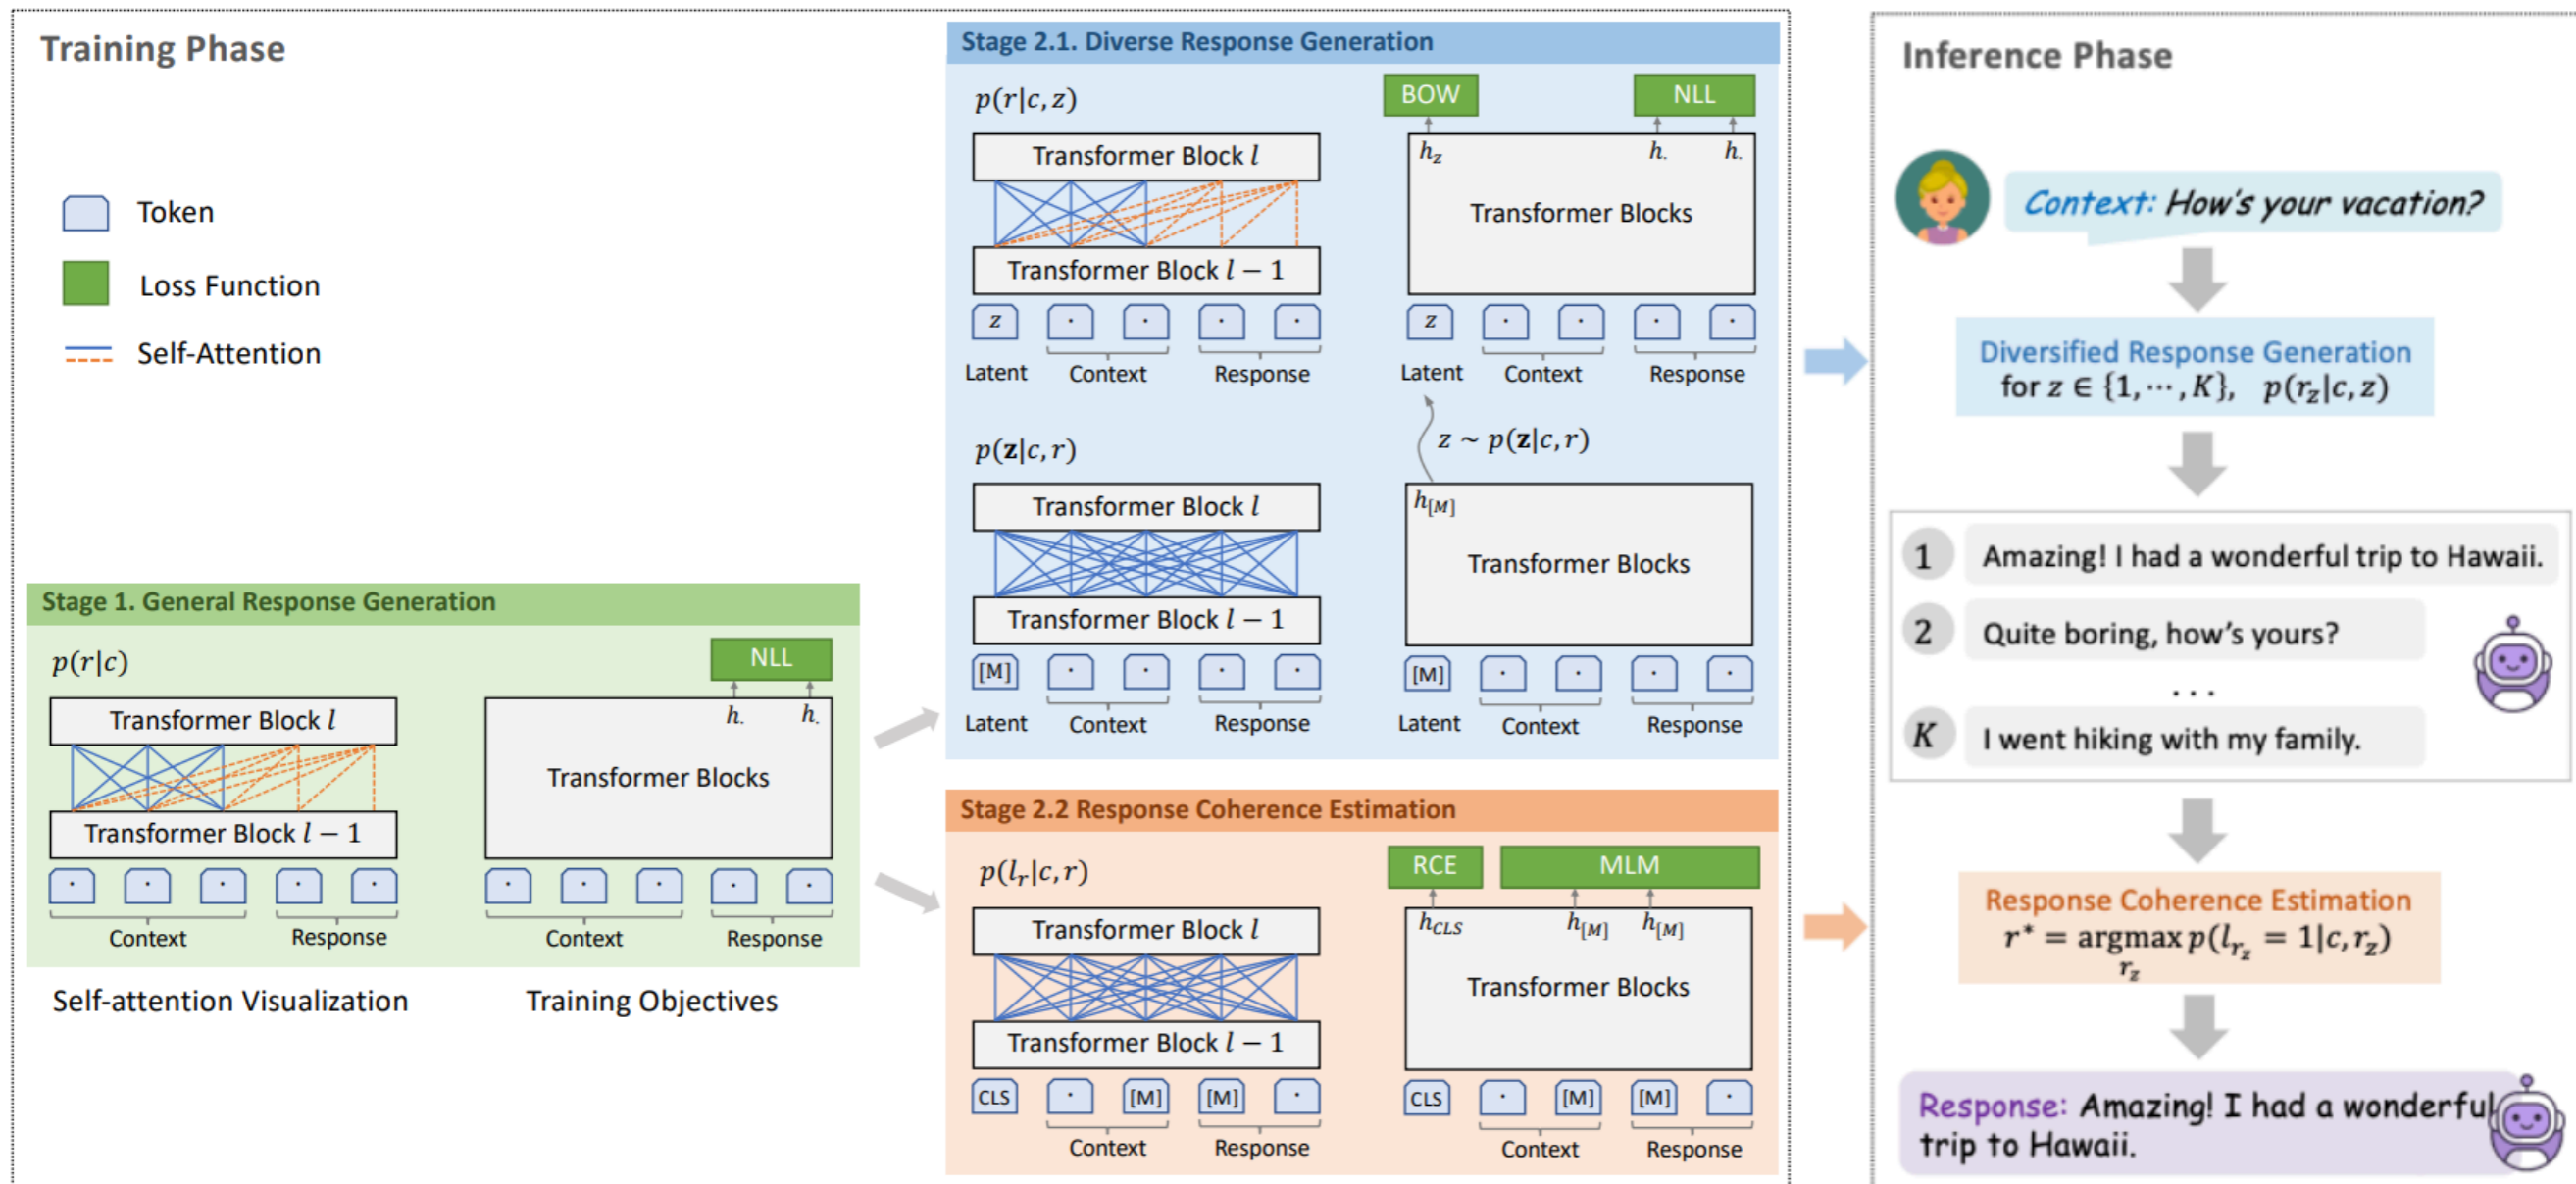 Training Phase
Token
Loss Function
Self-Attention
Stage 1. General Response Generation
p(r|c)
NLL
h. h.
Transformer Block l
Transformer Block l − 1
Transformer Blocks
· · · · ·
· · · · ·
Context Response
Context Response
Self-attention Visualization
Training Objectives
Stage 2.1. Diverse Response Generation
p(r|c, z)
BOW NLL
h_z h. h.
Transformer Block l
Transformer Block l − 1
Transformer Blocks
z · · · ·
z · · · ·
Latent Context Response
Latent Context Response
z ~ p(𝐳|c, r)
p(𝐳|c, r)
h_[M]
Transformer Block l
Transformer Block l − 1
Transformer Blocks
[M] · · · ·
[M] · · · ·
Latent Context Response
Latent Context Response
Stage 2.2 Response Coherence Estimation
p(l_r|c, r)
RCE MLM
h_CLS h_[M] h_[M]
Transformer Block l
Transformer Block l − 1
Transformer Blocks
CLS · [M] [M] ·
CLS · [M] [M] ·
Context Response
Context Response
Inference Phase
Context: How's your vacation?
Diversified Response Generation
for z ∈ {1, ⋯, K}, p(r_z|c, z)
1 Amazing! I had a wonderful trip to Hawaii.
2 Quite boring, how's yours?
...
K I went hiking with my family.
Response Coherence Estimation
r* = argmax p(l_{r_z} = 1|c, r_z)
r_z
Response: Amazing! I had a wonderful
trip to Hawaii.